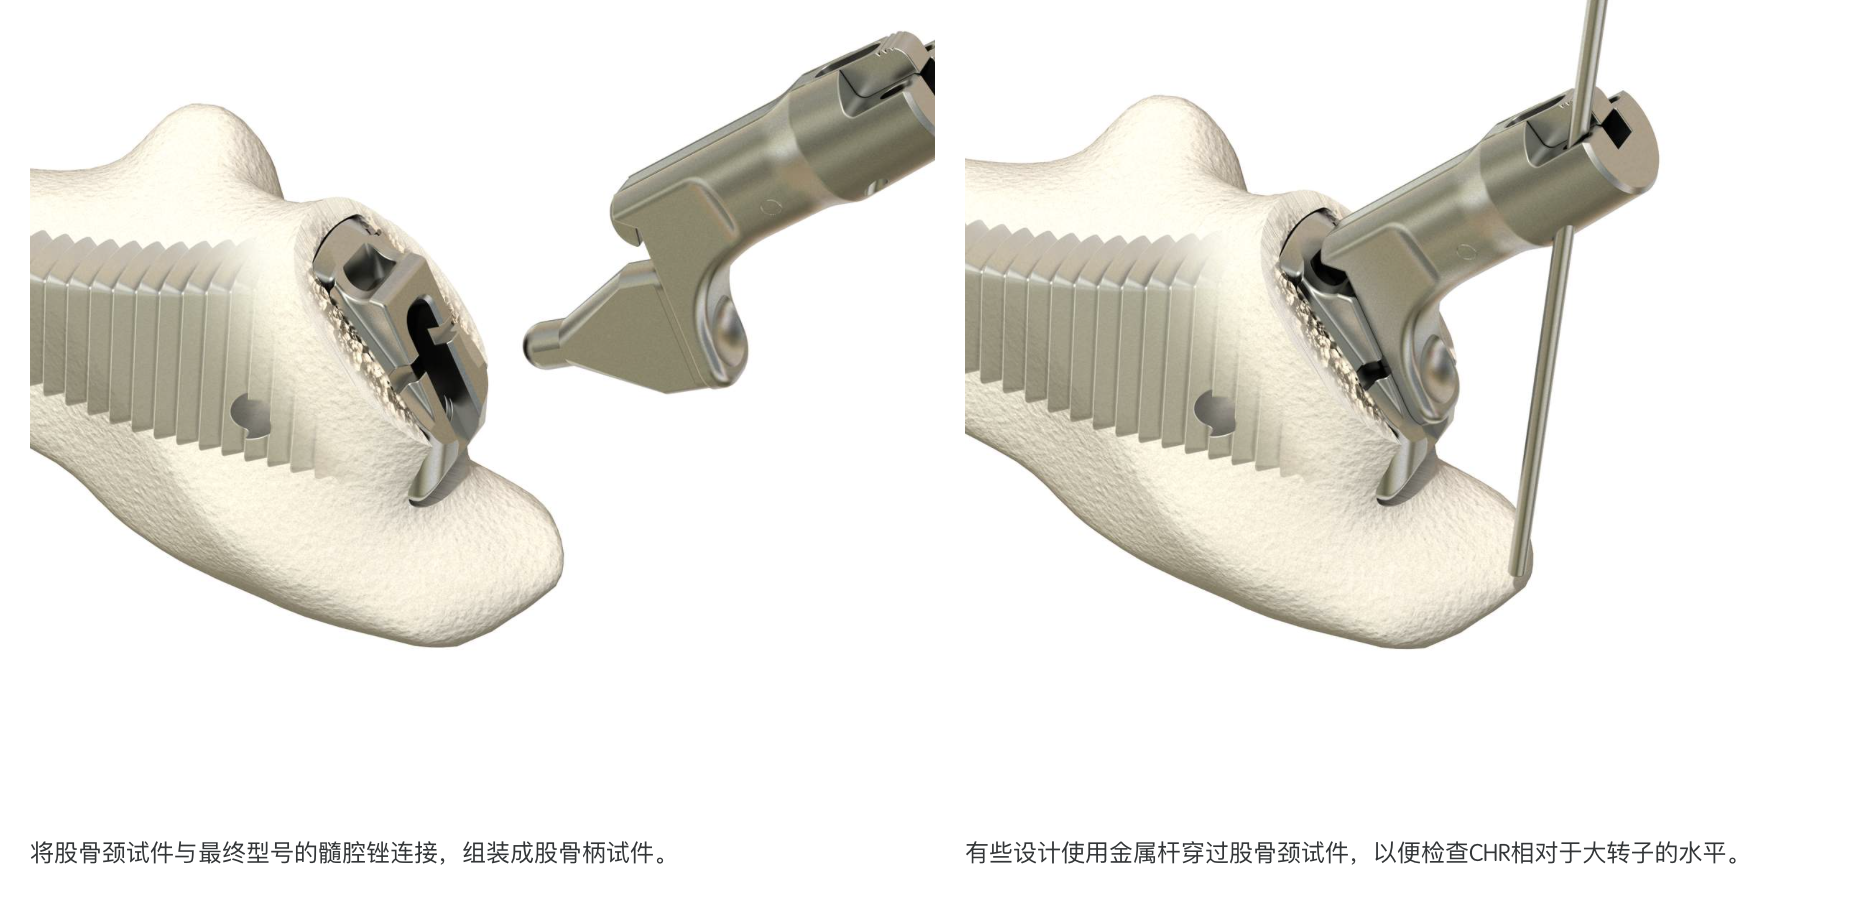 将股骨颈试件与最终型号的髓腔锉连接，组装成股骨柄试件。
有些设计使用金属杆穿过股骨颈试件，以便检查CHR相对于大转子的水平。